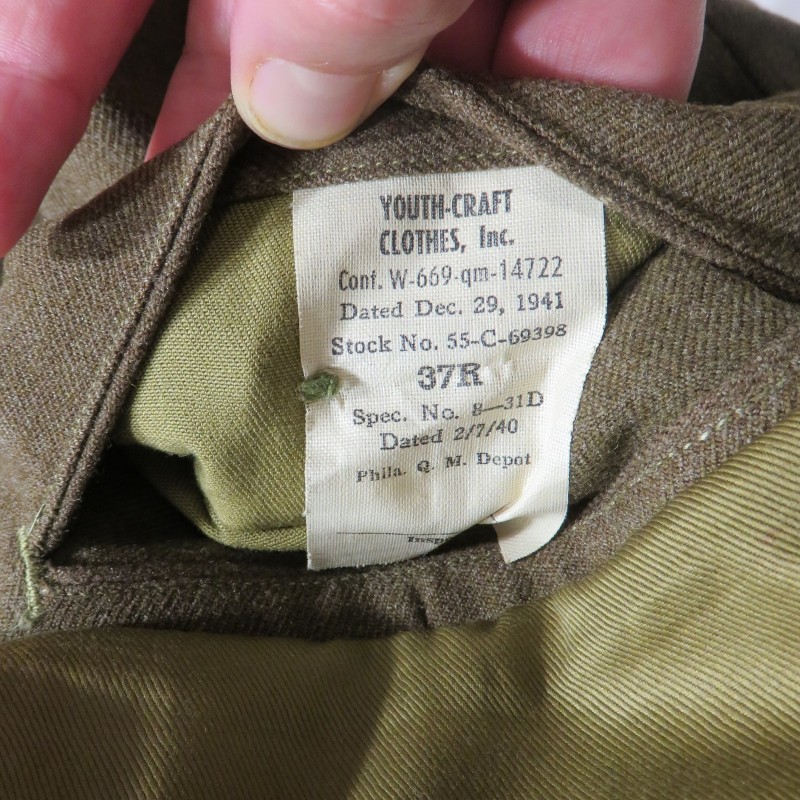 YOUTH-CRAFT
CLOTHES, Inc.
Conf. W-669-qm-14722
Dated Dec. 29, 1941
Stock No. 55-C-69398
37R
Spec. No. 8—31D
Dated 2/7/40
Phila. Q. M. Depot